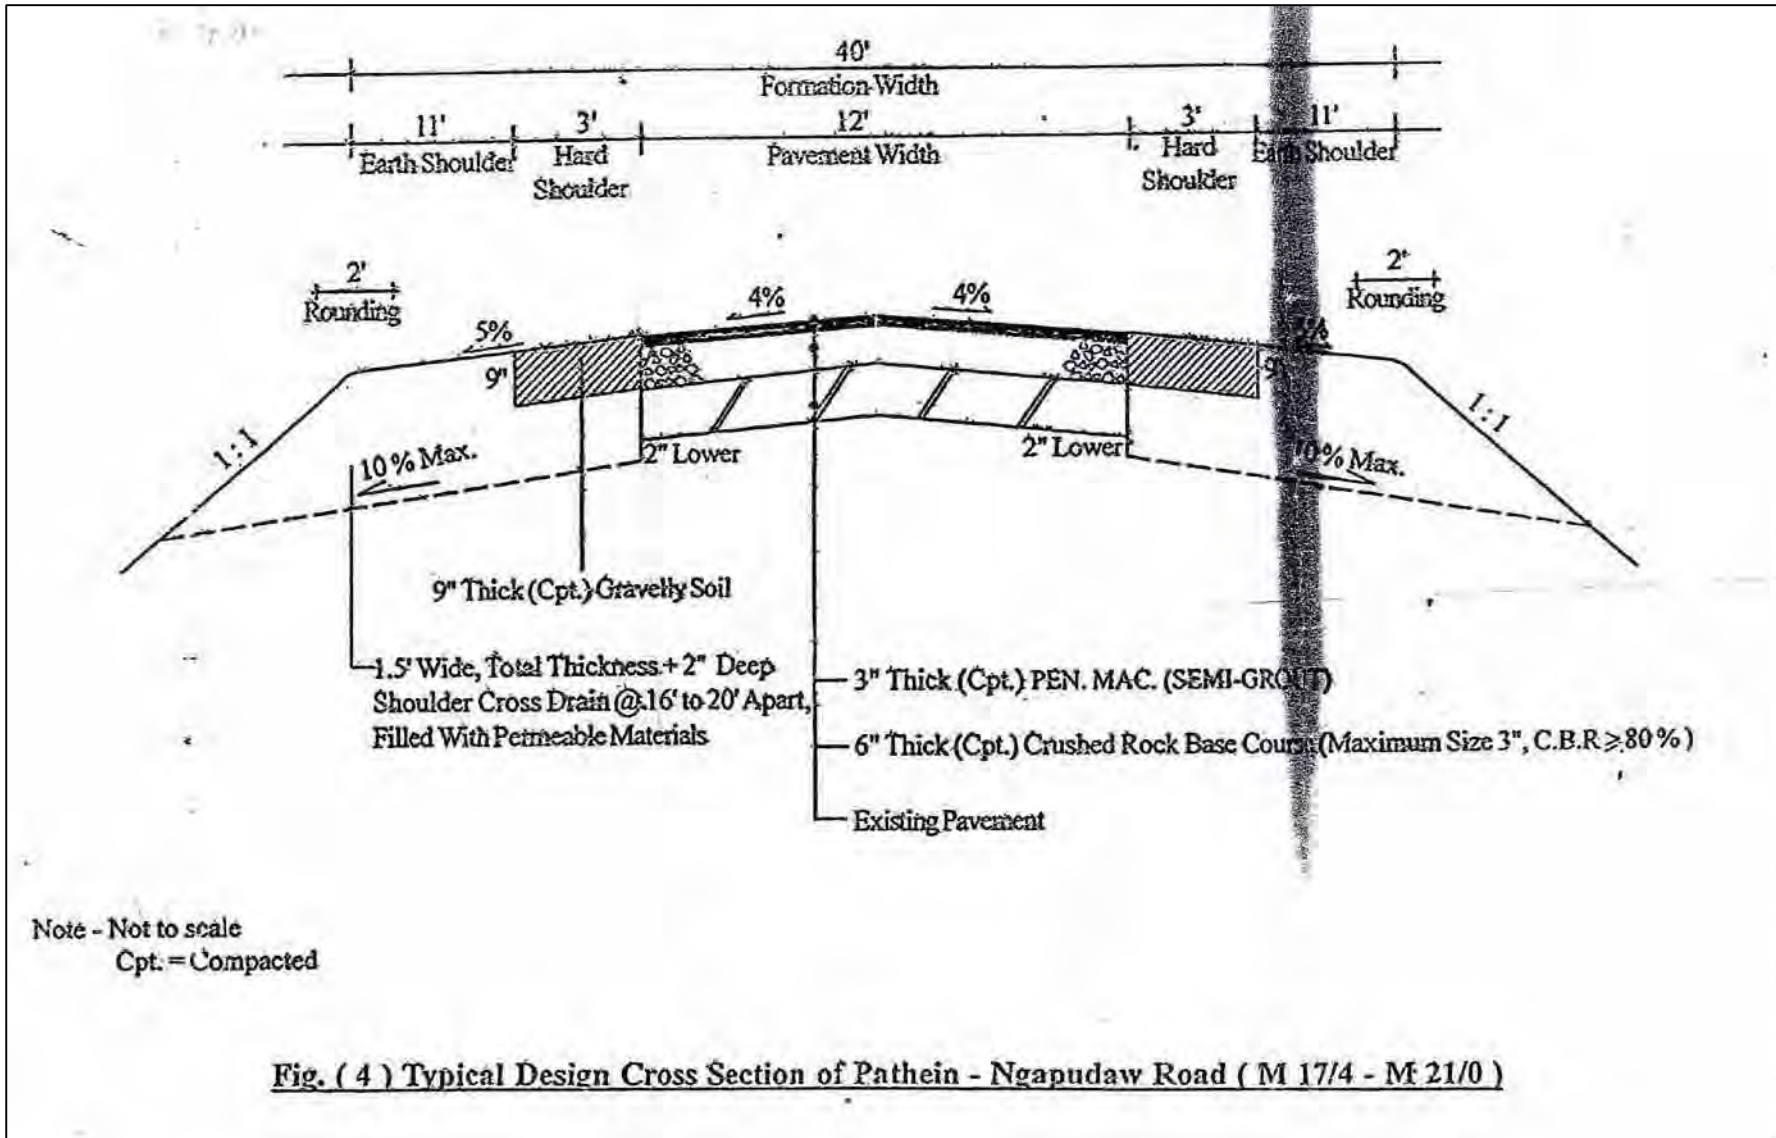 40'
Formation Width
11' 3' 12' 3' 11'
Earth Shoulder Hard Shoulder Pavement Width Hard Shoulder Earth Shoulder
2' 2'
Rounding Rounding
4% 4%
5% 5%
9" 9"
1:1 1:1
2" Lower 2" Lower
10% Max. 10% Max.
9" Thick (Cpt.) Gravelly Soil
1.5' Wide, Total Thickness + 2" Deep
Shoulder Cross Drain @ 16' to 20' Apart,
Filled With Permeable Materials
3" Thick (Cpt.) PEN. MAC. (SEMI-GROUT)
6" Thick (Cpt.) Crushed Rock Base Course (Maximum Size 3", C.B.R ≥ 80%)
Existing Pavement
Note - Not to scale
Cpt. = Compacted
Fig. ( 4 ) Typical Design Cross Section of Pathein - Ngapudaw Road ( M 17/4 - M 21/0 )